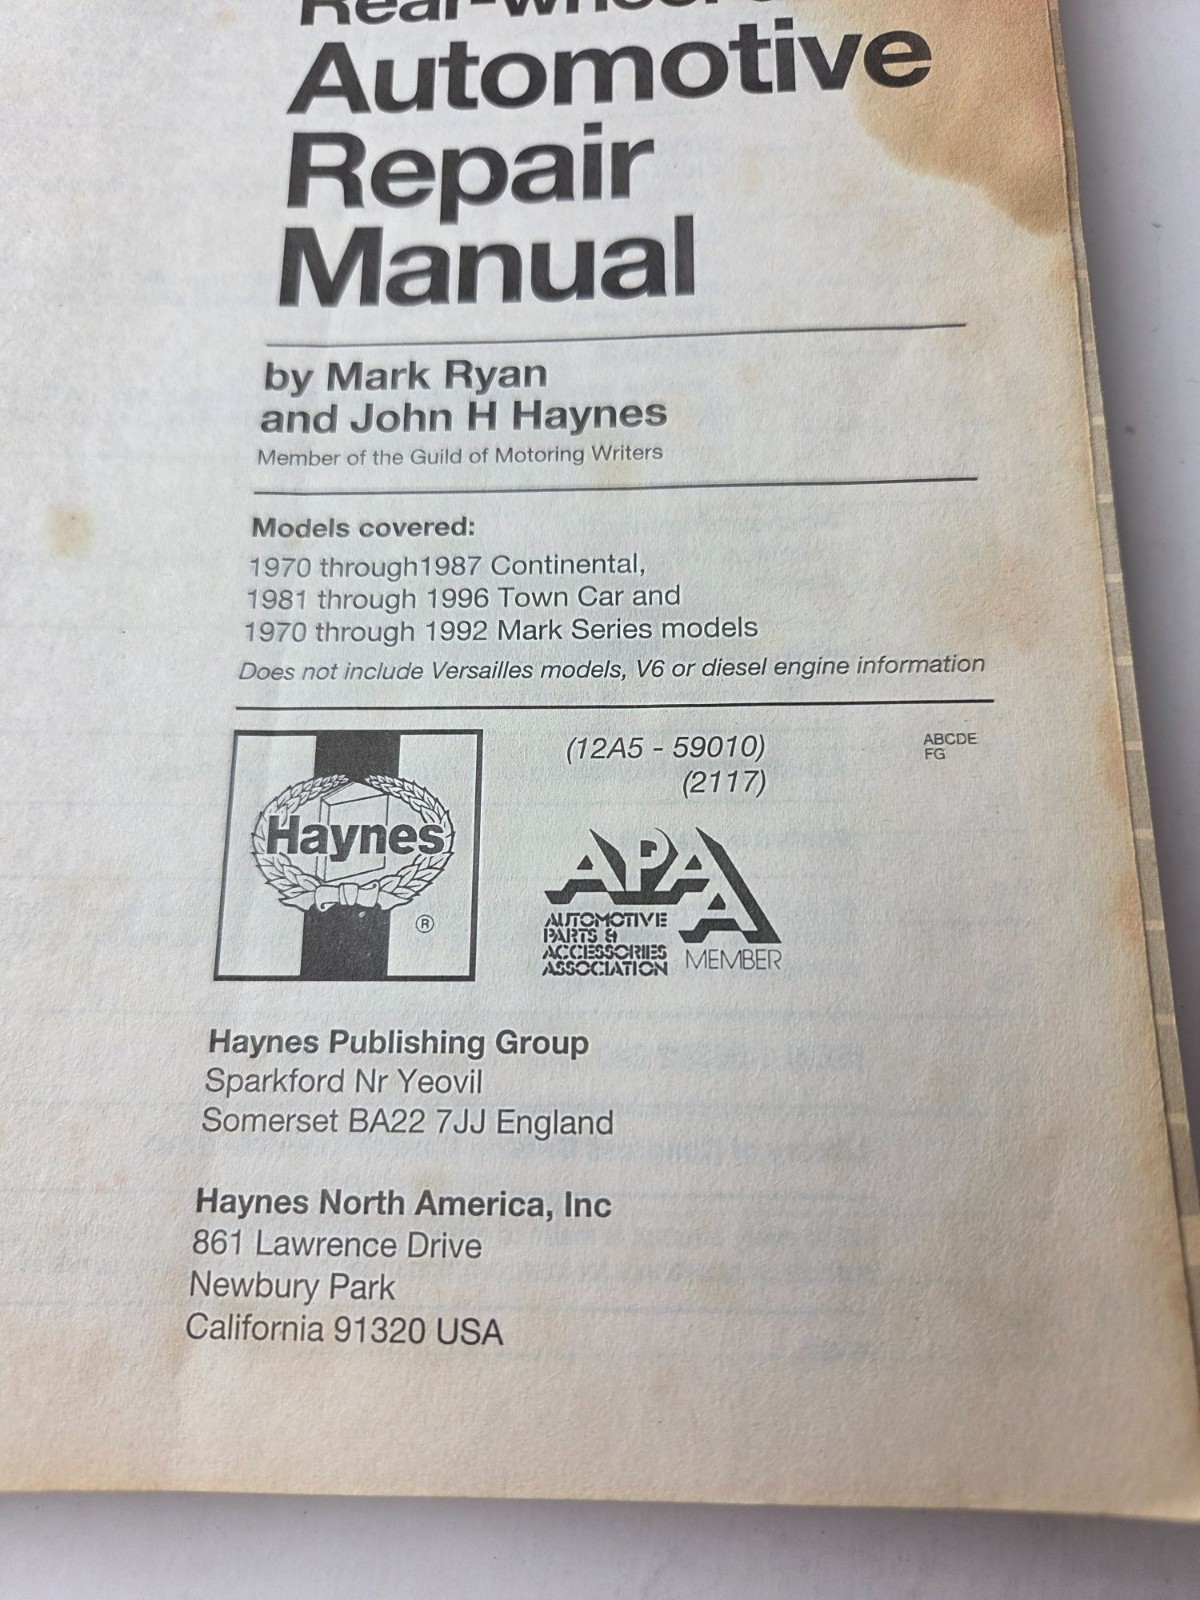 Automotive
Repair
Manual
by Mark Ryan
and John H Haynes
Member of the Guild of Motoring Writers
Models covered:
1970 through1987 Continental,
1981 through 1996 Town Car and
1970 through 1992 Mark Series models
Does not include Versailles models, V6 or diesel engine information
Haynes
®
(12A5 - 59010)
(2117)
ABCDE
FG
APAA
AUTOMOTIVE
PARTS &
ACCESSORIES
ASSOCIATION
MEMBER
Haynes Publishing Group
Sparkford Nr Yeovil
Somerset BA22 7JJ England
Haynes North America, Inc
861 Lawrence Drive
Newbury Park
California 91320 USA